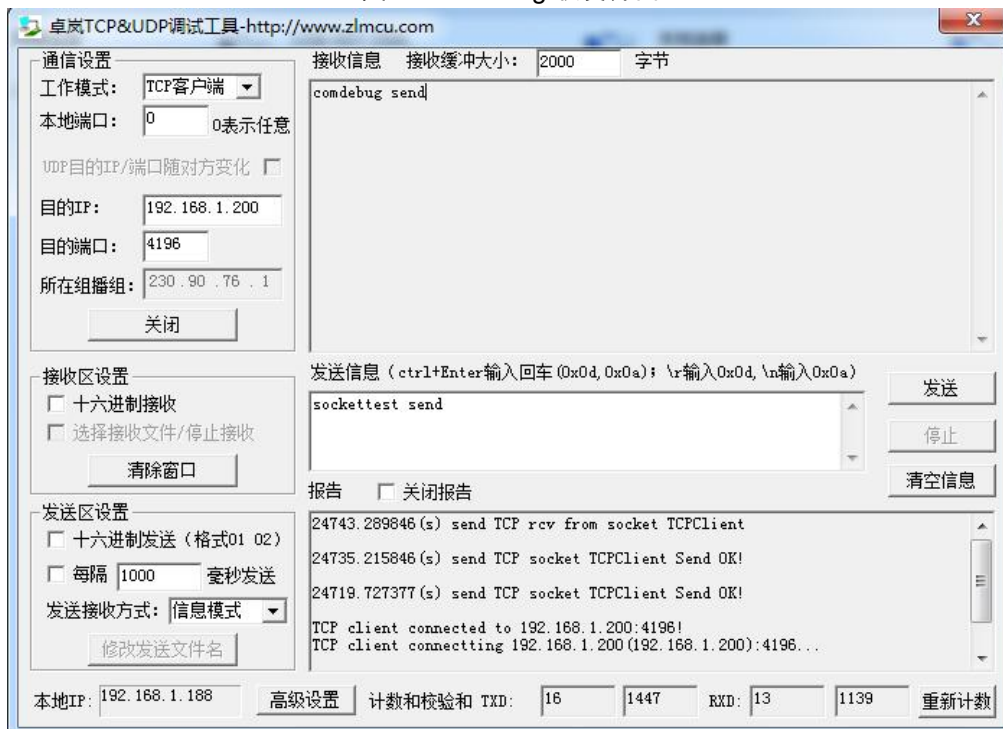 卓岚TCP&UDP调试工具-http://www.zlmcu.com
通信设置
工作模式: TCP客户端
本地端口: 0 0表示任意
UDP目的IP/端口随对方变化
目的IP: 192.168.1.200
目的端口: 4196
所在组播组: 230.90.76.1
关闭
接收区设置
十六进制接收
选择接收文件/停止接收
清除窗口
发送区设置
十六进制发送（格式01 02）
每隔 1000 毫秒发送
发送接收方式: 信息模式
修改发送文件名
接收信息 接收缓冲大小: 2000 字节
comdebug send
发送信息（ctrl+Enter输入回车(0x0d,0x0a)；\r输入0x0d,\n输入0x0a）
sockettest send
发送
停止
清空信息
报告 关闭报告
24743.289846(s) send TCP rcv from socket TCPClient
24735.215846(s) send TCP socket TCPClient Send OK!
24719.727377(s) send TCP socket TCPClient Send OK!
TCP client connected to 192.168.1.200:4196!
TCP client connectting 192.168.1.200(192.168.1.200):4196...
本地IP: 192.168.1.188 高级设置 计数和校验和 TXD: 16 1447 RXD: 13 1139 重新计数